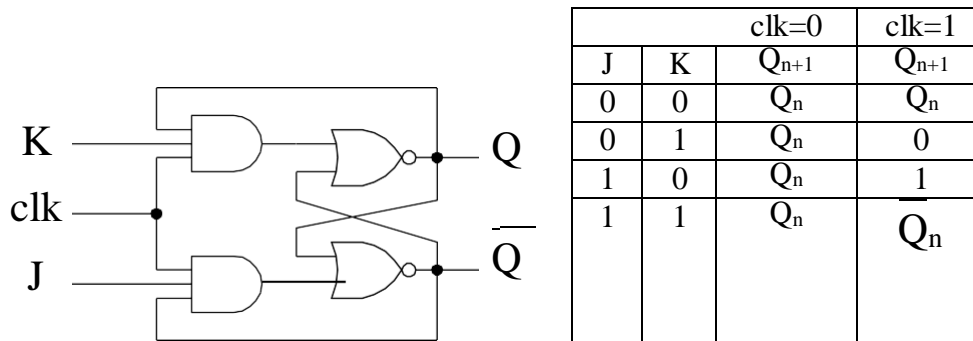 K
clk
J
Q
Q̅
clk=0 clk=1
J K Qn+1 Qn+1
0 0 Qn Qn
0 1 Qn 0
1 0 Qn 1
1 1 Qn Q̅n